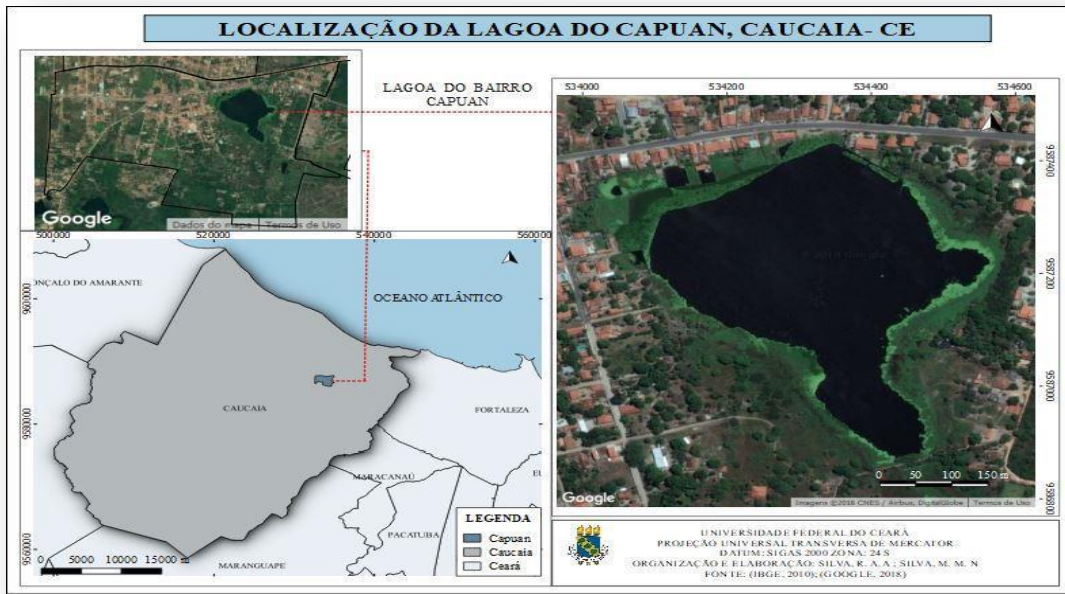 LOCALIZAÇÃO DA LAGOA DO CAPUAN, CAUCAIA- CE
LAGOA DO BAIRRO
CAPUAN
Google
Dados do mapa
Termos de Uso
500000
520000
540000
560000
9600000
9580000
9560000
ONÇALO DO AMARANTE
OCEANO ATLÂNTICO
CAUCAIA
FORTALEZA
MARACANAÚ
PACATUBA
MARANGUAPE
EU
0 5000 10000 15000 m
LEGENDA
Capuan
Caucaia
Ceará
534000
534200
534400
534600
9587400
9587200
9587000
9586800
0 50 100 150 m
Google
Imagens ©2018 CNES / Airbus, DigitalGlobe
Termos de Uso
UNIVERSIDADE FEDERAL DO CEARÁ
PROJEÇÃO UNIVERSAL TRANSVERSA DE MERCATOR
DATUM: SIGAS 2000 ZONA: 24 S
ORGANIZAÇÃO E ELABORAÇÃO: SILVA, R. A. A ; SILVA, M. M. N
FONTE: (IBGE, 2010); (GOOGLE, 2018)